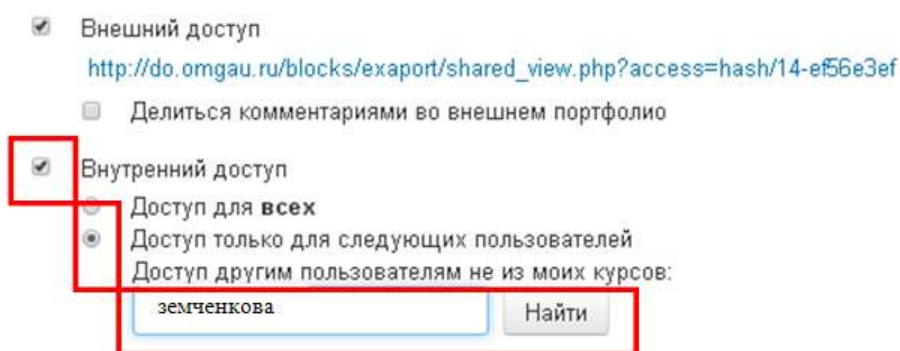 Внешний доступ
http://do.omgau.ru/blocks/exaport/shared_view.php?access=hash/14-ef56e3ef
Делиться комментариями во внешнем портфолио
Внутренний доступ
Доступ для всех
Доступ только для следующих пользователей
Доступ другим пользователям не из моих курсов:
земченкова Найти